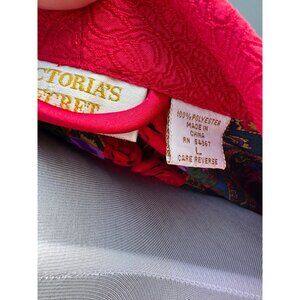 CTORIA'S
ECRET
100% POLYESTER
MADE IN
CHINA
RN 54867
L
CARE REVERSE